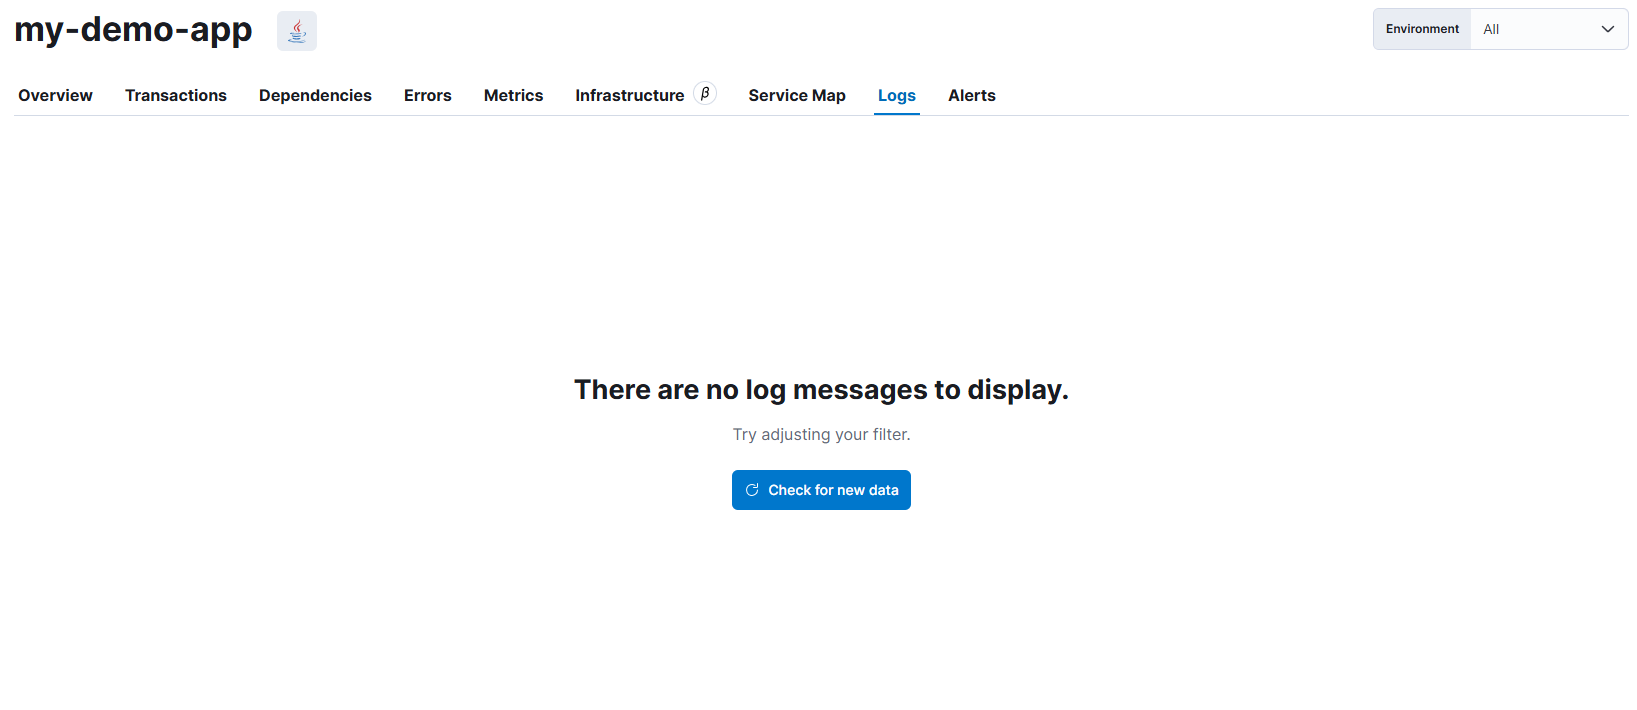 my-demo-app
Environment All
Overview Transactions Dependencies Errors Metrics Infrastructure β Service Map Logs Alerts
There are no log messages to display.
Try adjusting your filter.
Check for new data